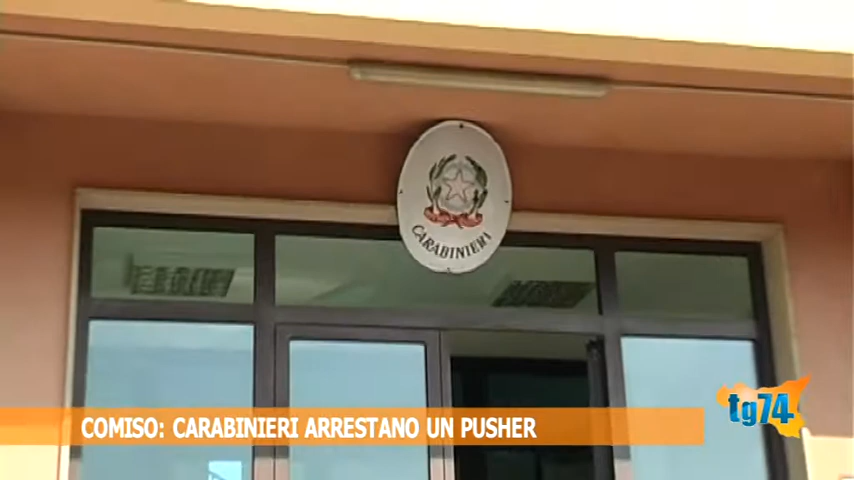 CARABINIERI
COMISO: CARABINIERI ARRESTANO UN PUSHER
tg74